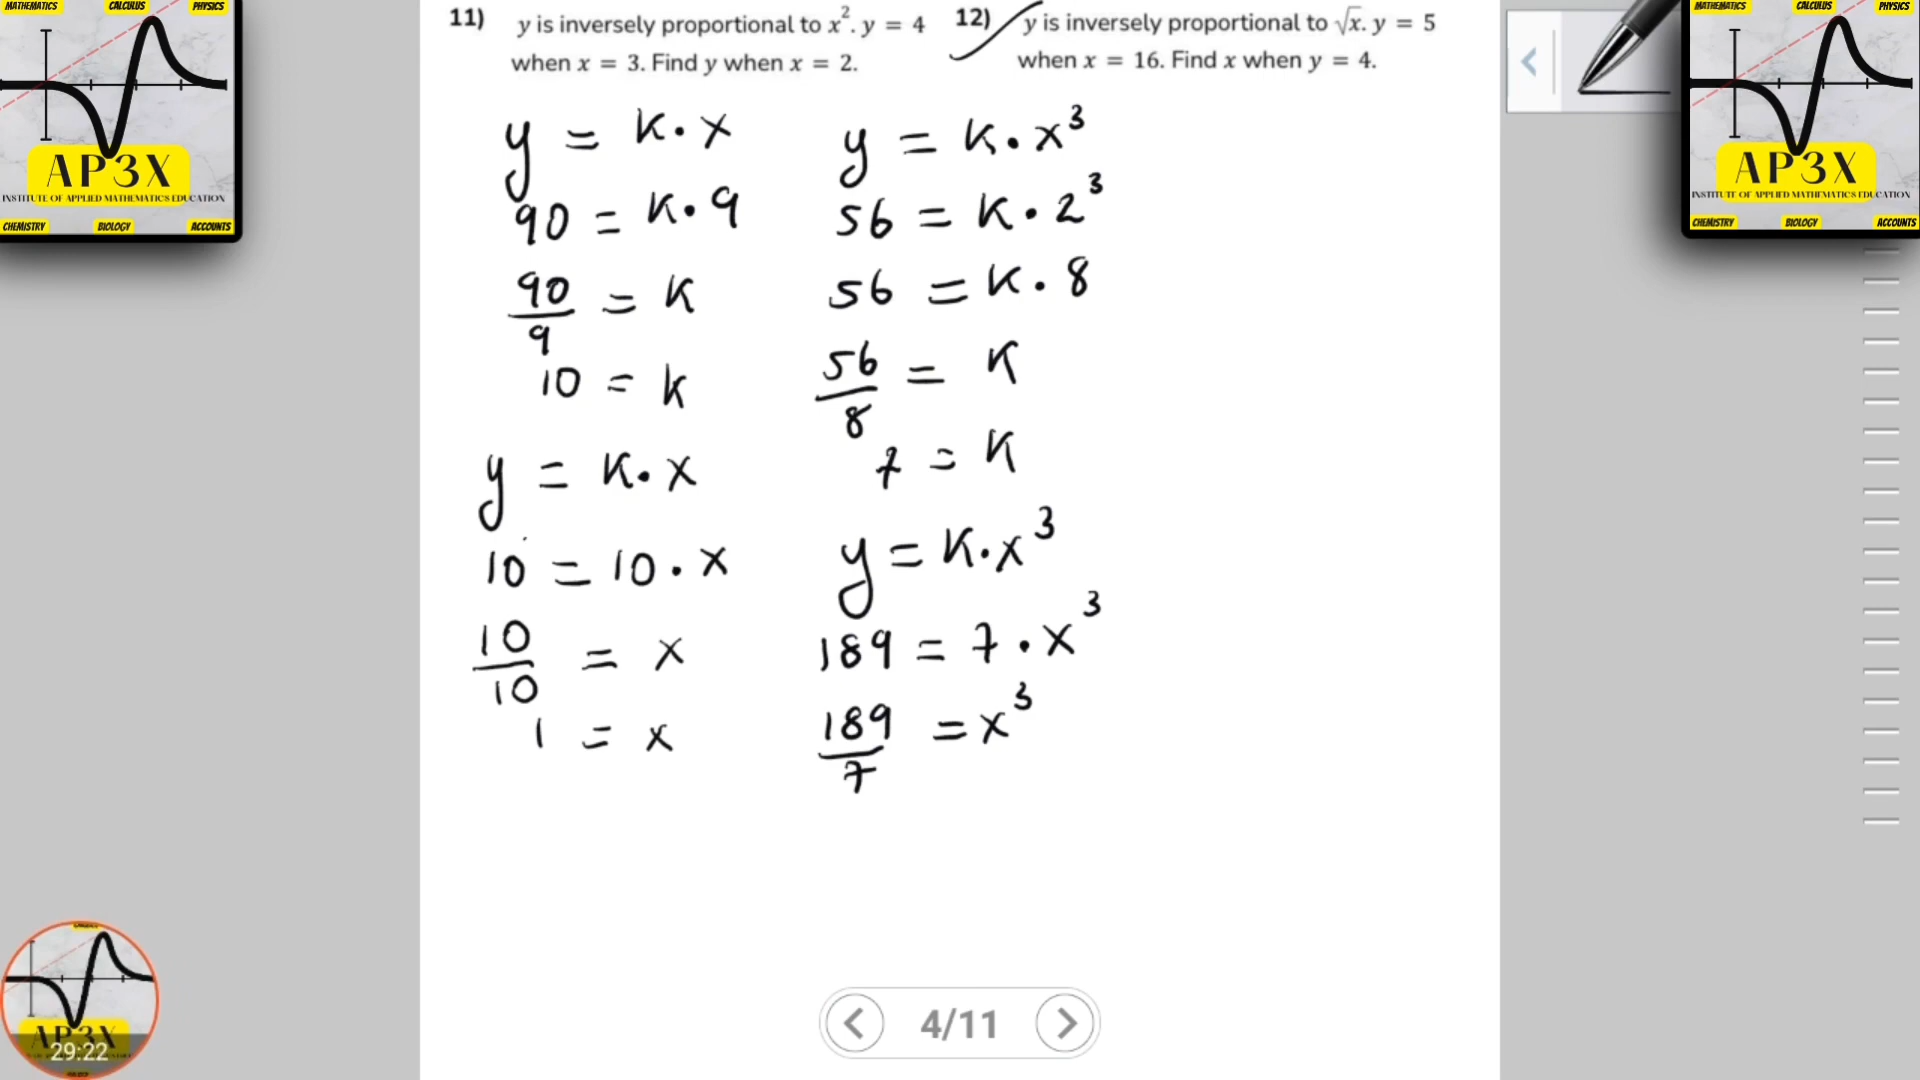 MATHEMATICS CALCULUS PHYSICS
AP3X
INSTITUTE OF APPLIED MATHEMATICS EDUCATION
CHEMISTRY BIOLOGY ACCOUNTS
11) y is inversely proportional to x². y = 4
when x = 3. Find y when x = 2.
12) y is inversely proportional to √x. y = 5
when x = 16. Find x when y = 4.
y = k·x
90 = k·9
90/9 = k
10 = k
y = k·x
10 = 10·x
10/10 = x
1 = x
y = k·x³
56 = k·2³
56 = k·8
56/8 = k
7 = k
y = k·x³
189 = 7·x³
189/7 = x³
MATHEMATICS CALCULUS PHYSICS
AP3X
INSTITUTE OF APPLIED MATHEMATICS EDUCATION
CHEMISTRY BIOLOGY ACCOUNTS
AP3X
29:22
4/11